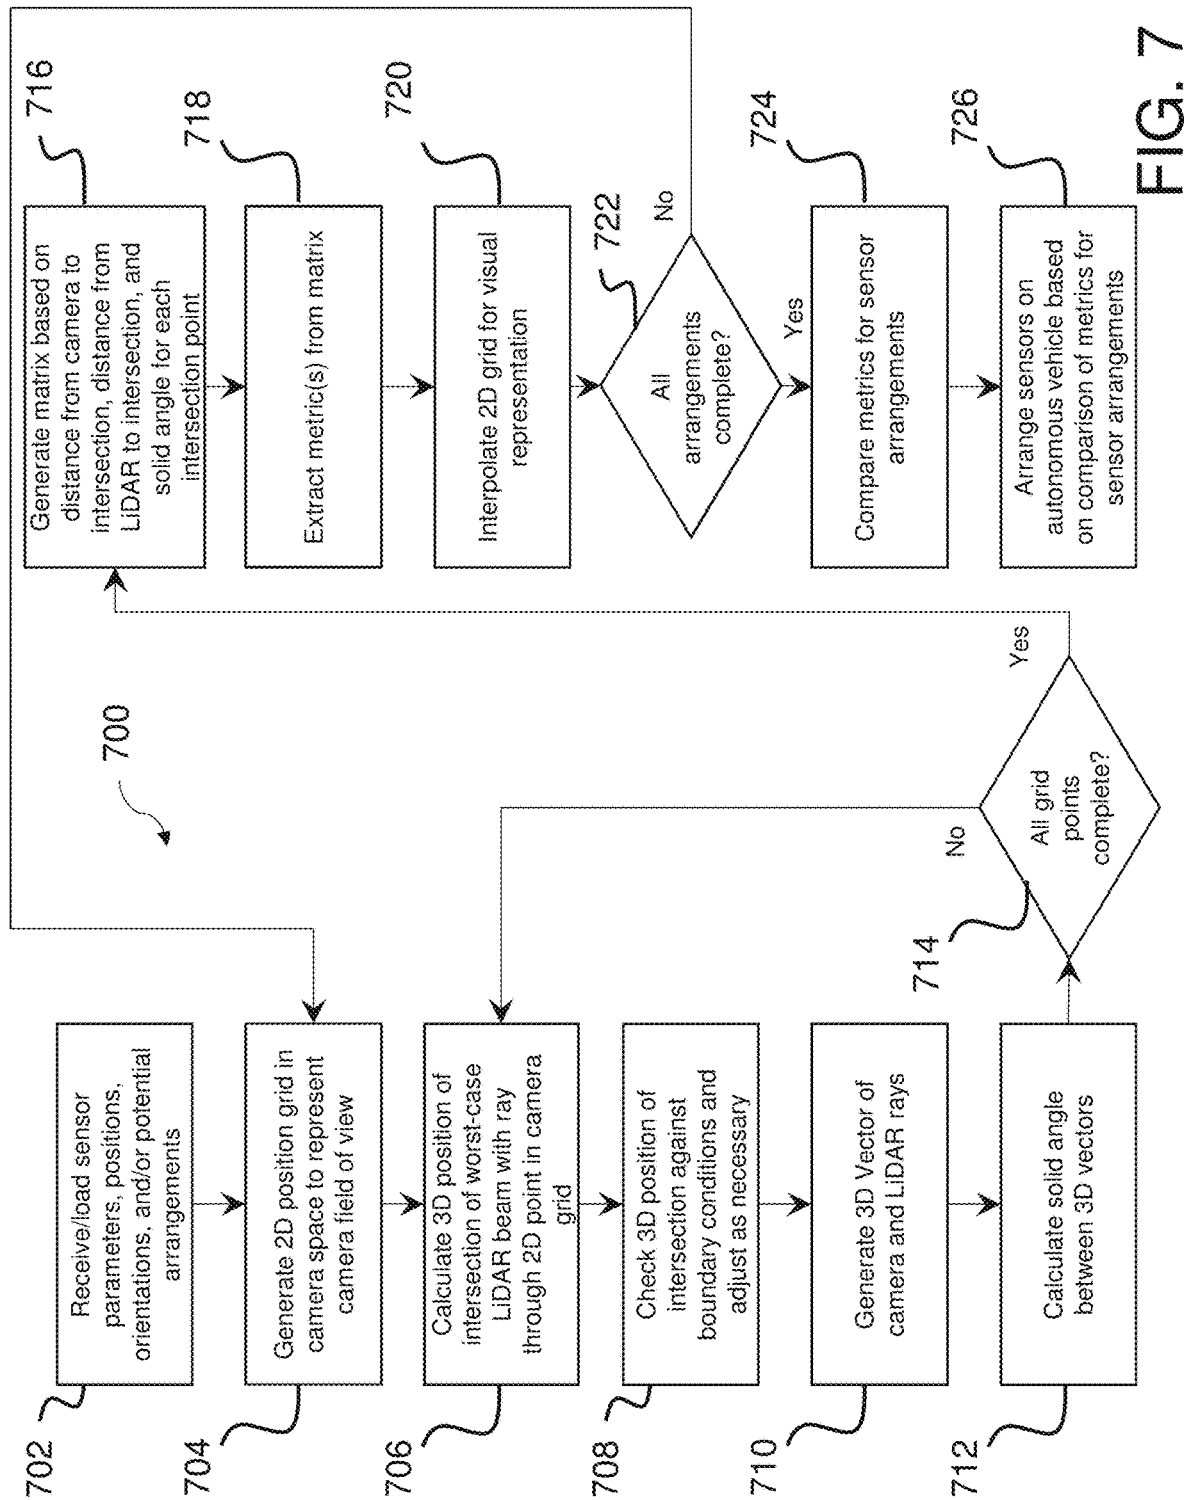 700
702
Receive/load sensor
parameters, positions,
orientations, and/or potential
arrangements
704
Generate 2D position grid in
camera space to represent
camera field of view
706
Calculate 3D position of
intersection of worst-case
LiDAR beam with ray
through 2D point in camera
grid
708
Check 3D position of
intersection against
boundary conditions and
adjust as necessary
710
Generate 3D Vector of
camera and LiDAR rays
712
Calculate solid angle
between 3D vectors
714
All grid
points
complete?
No
Yes
716
Generate matrix based on
distance from camera to
intersection, distance from
LiDAR to intersection, and
solid angle for each
intersection point
718
Extract metric(s) from matrix
720
Interpolate 2D grid for visual
representation
722
All
arrangements
complete?
No
Yes
724
Compare metrics for sensor
arrangements
726
Arrange sensors on
autonomous vehicle based
on comparison of metrics for
sensor arrangements
FIG. 7